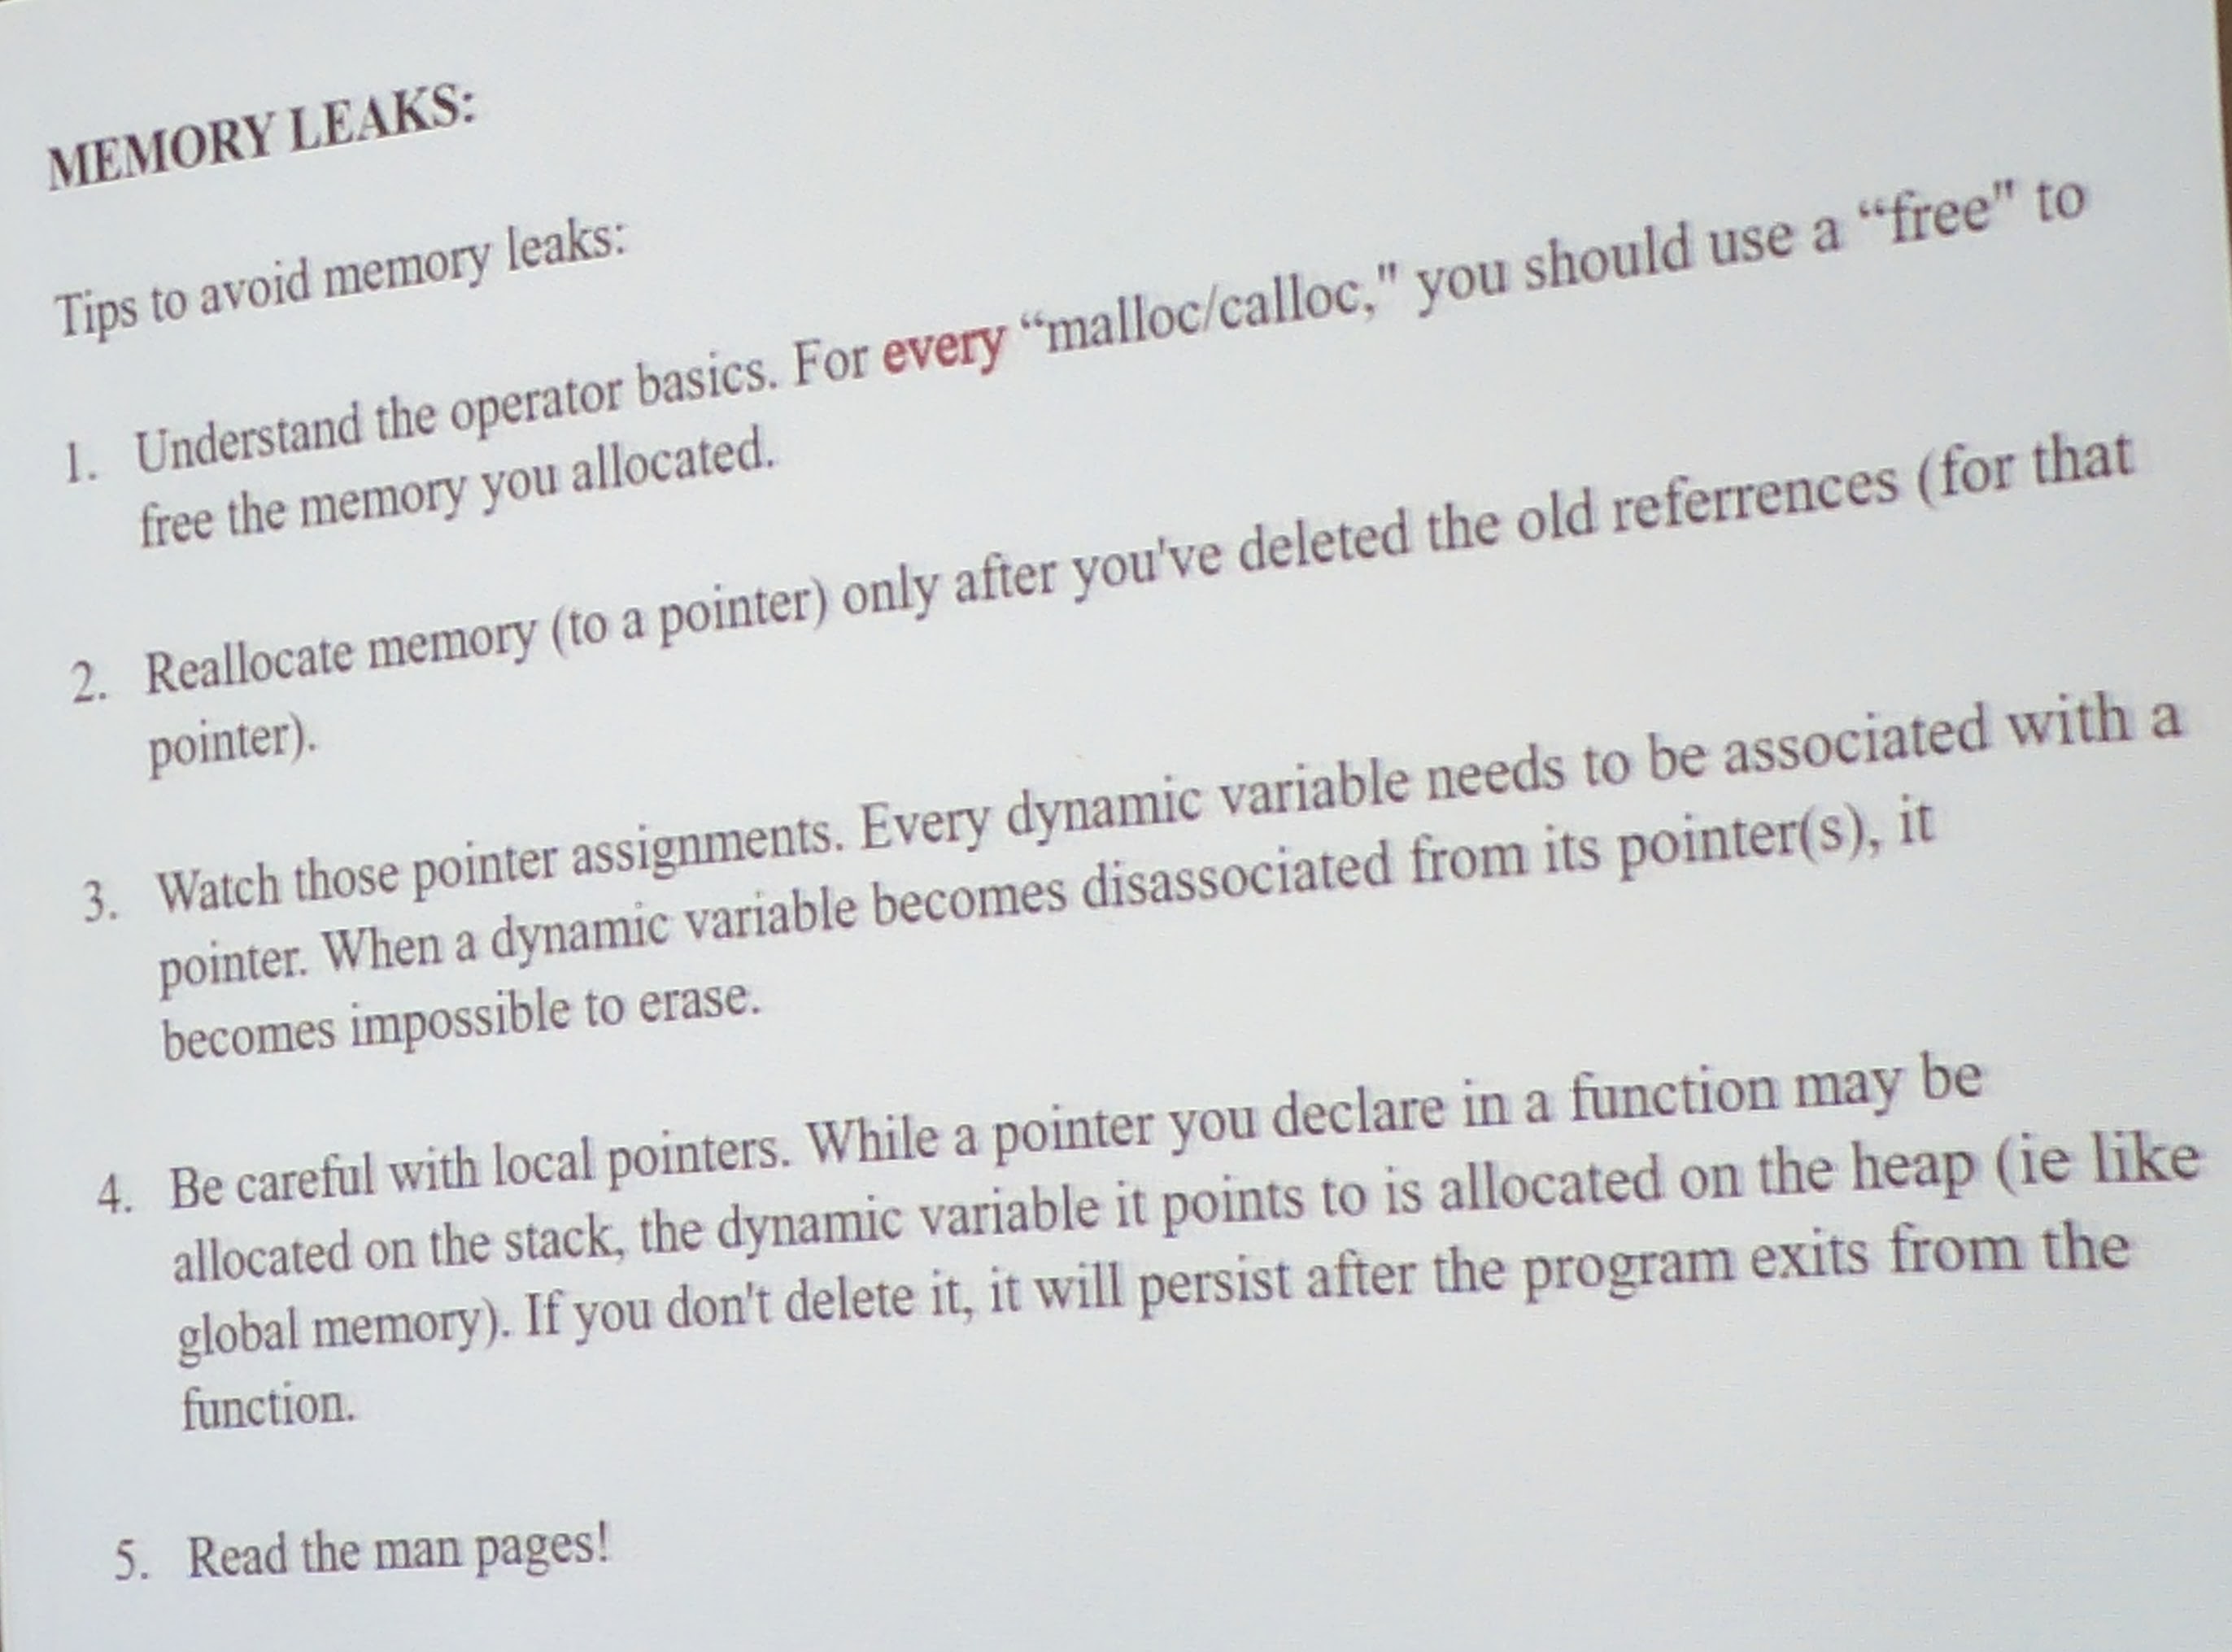 MEMORY LEAKS:
Tips to avoid memory leaks:
1. Understand the operator basics. For every “malloc/calloc," you should use a “free" to
free the memory you allocated.
2. Reallocate memory (to a pointer) only after you've deleted the old referrences (for that
pointer).
3. Watch those pointer assignments. Every dynamic variable needs to be associated with a
pointer. When a dynamic variable becomes disassociated from its pointer(s), it
becomes impossible to erase.
4. Be careful with local pointers. While a pointer you declare in a function may be
allocated on the stack, the dynamic variable it points to is allocated on the heap (ie like
global memory). If you don't delete it, it will persist after the program exits from the
function.
5. Read the man pages!